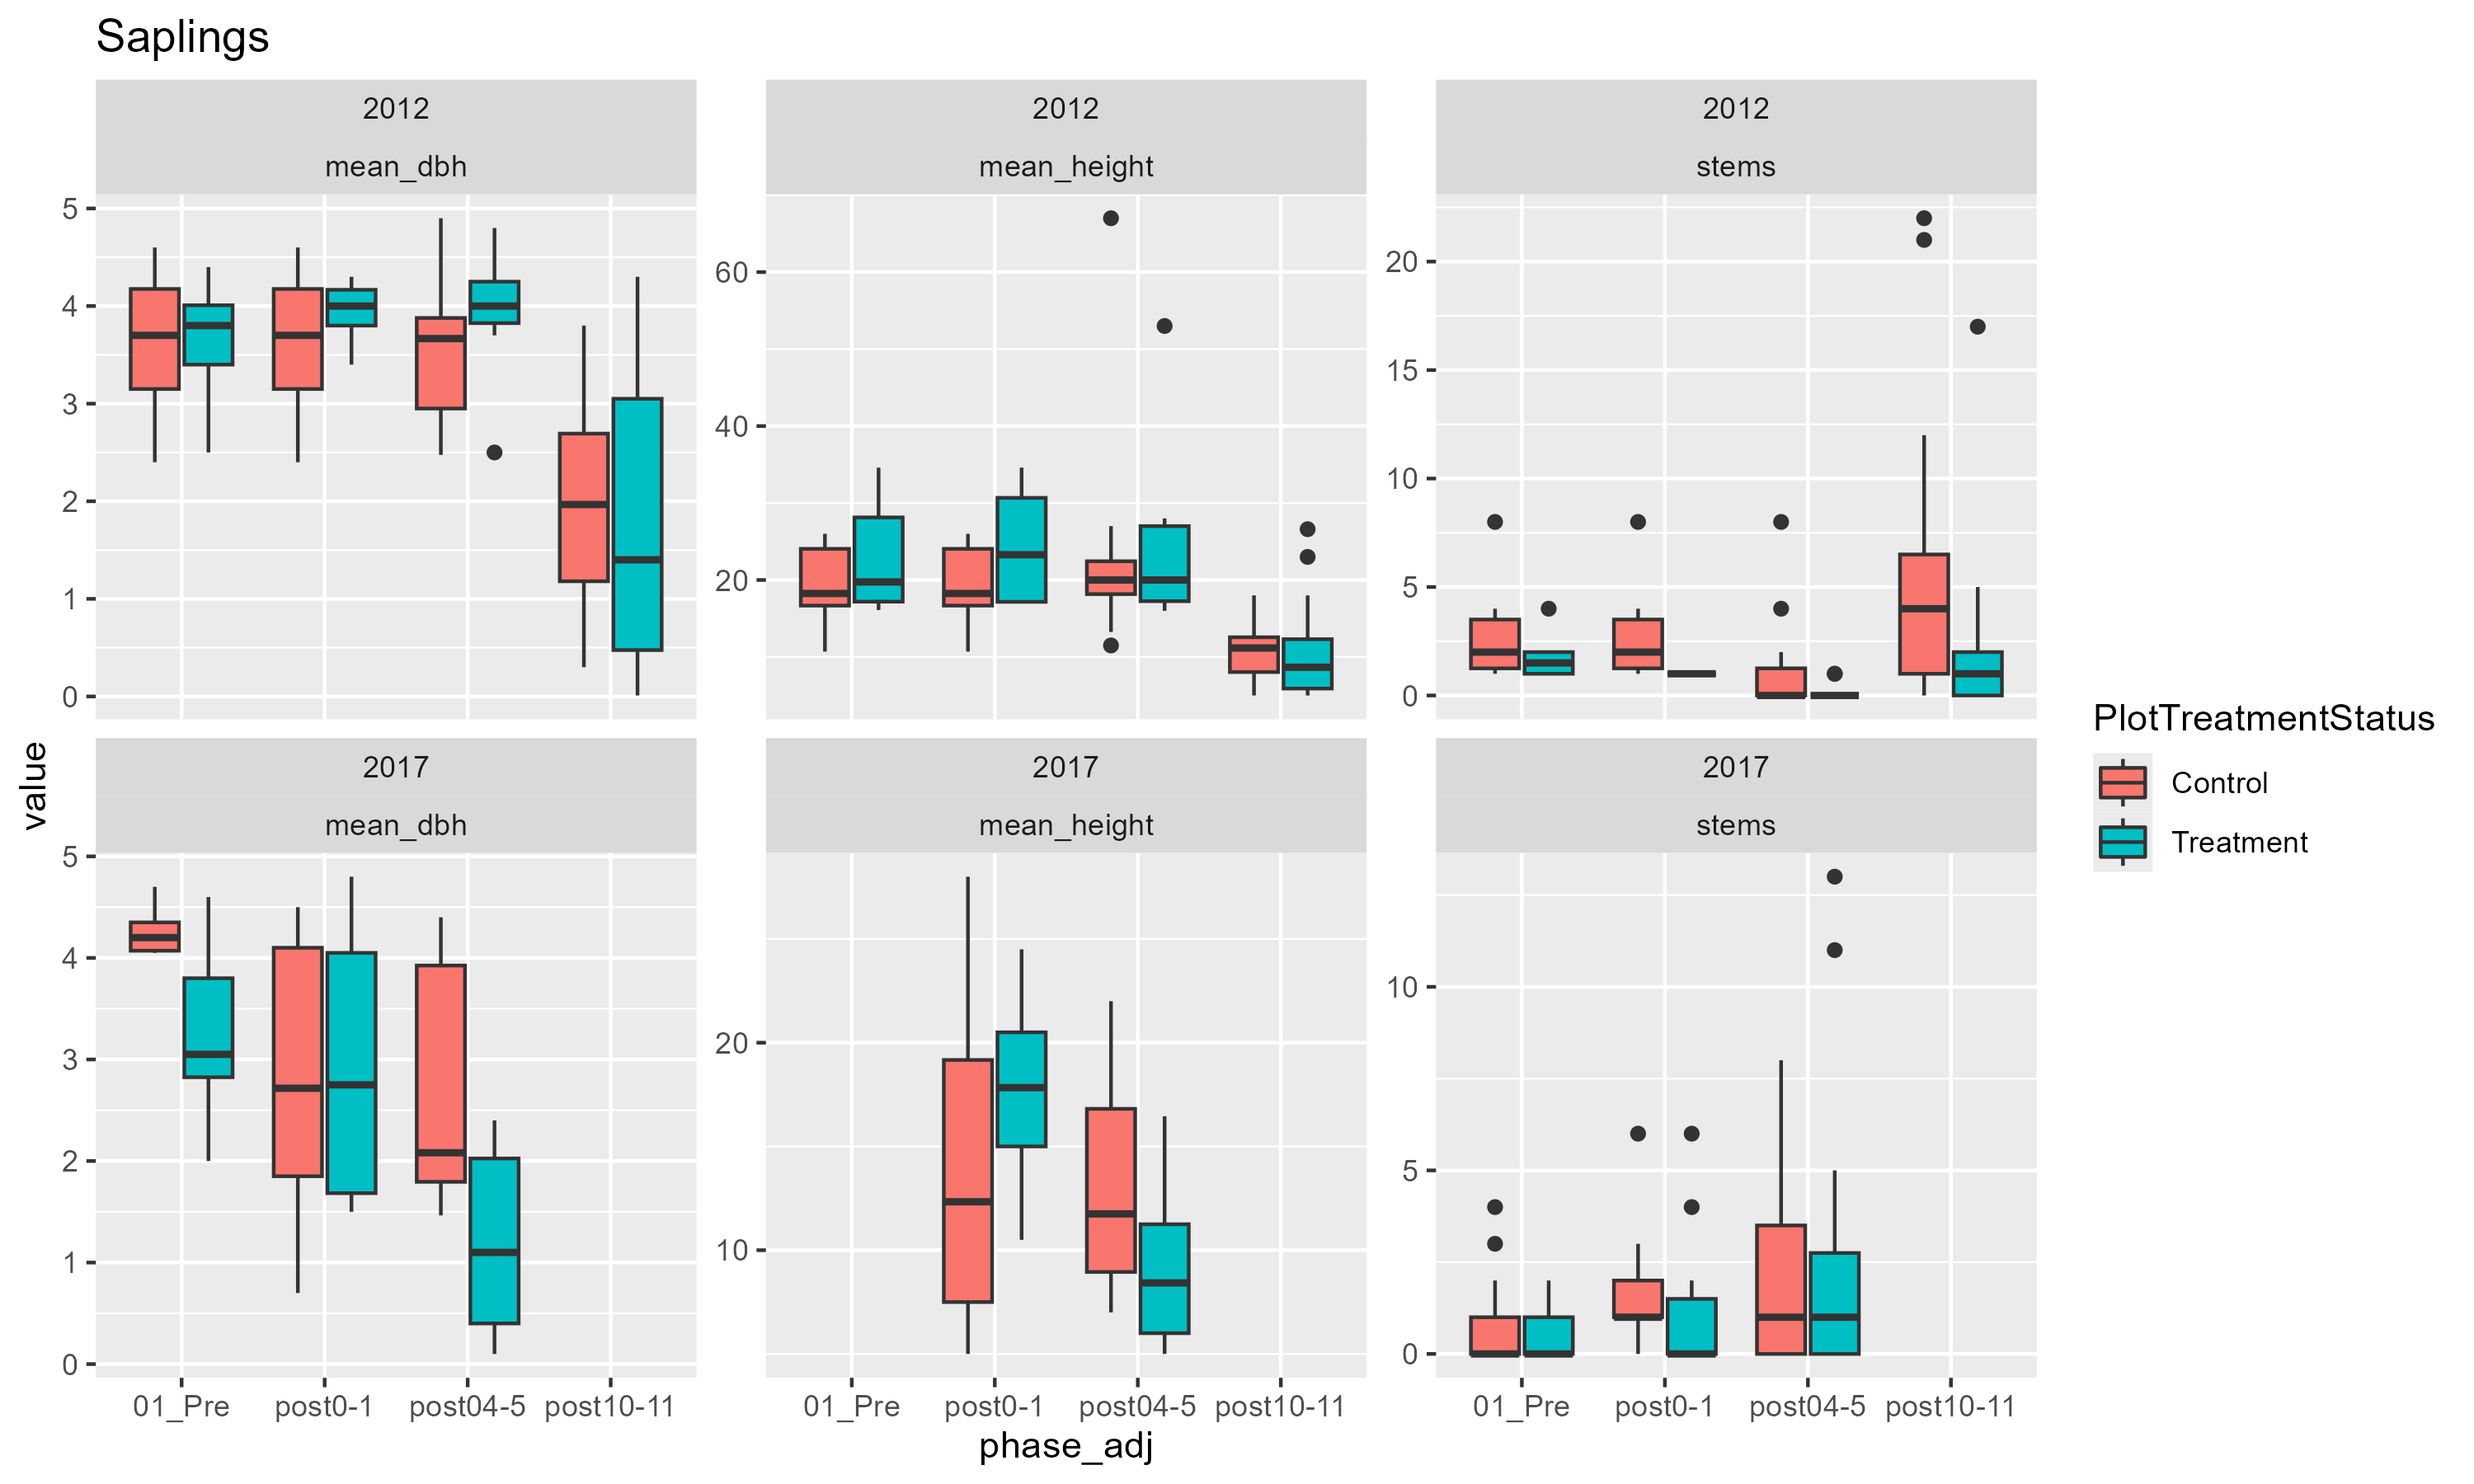 Saplings
2012
mean_dbh
2012
mean_height
2012
stems
5
4
3
2
1
0
60
40
20
20
15
10
5
0
2017
mean_dbh
2017
mean_height
2017
stems
5
4
3
2
1
0
20
10
10
5
0
01_Pre post0-1 post04-5 post10-11
01_Pre post0-1 post04-5 post10-11
01_Pre post0-1 post04-5 post10-11
phase_adj
value
PlotTreatmentStatus
Control
Treatment